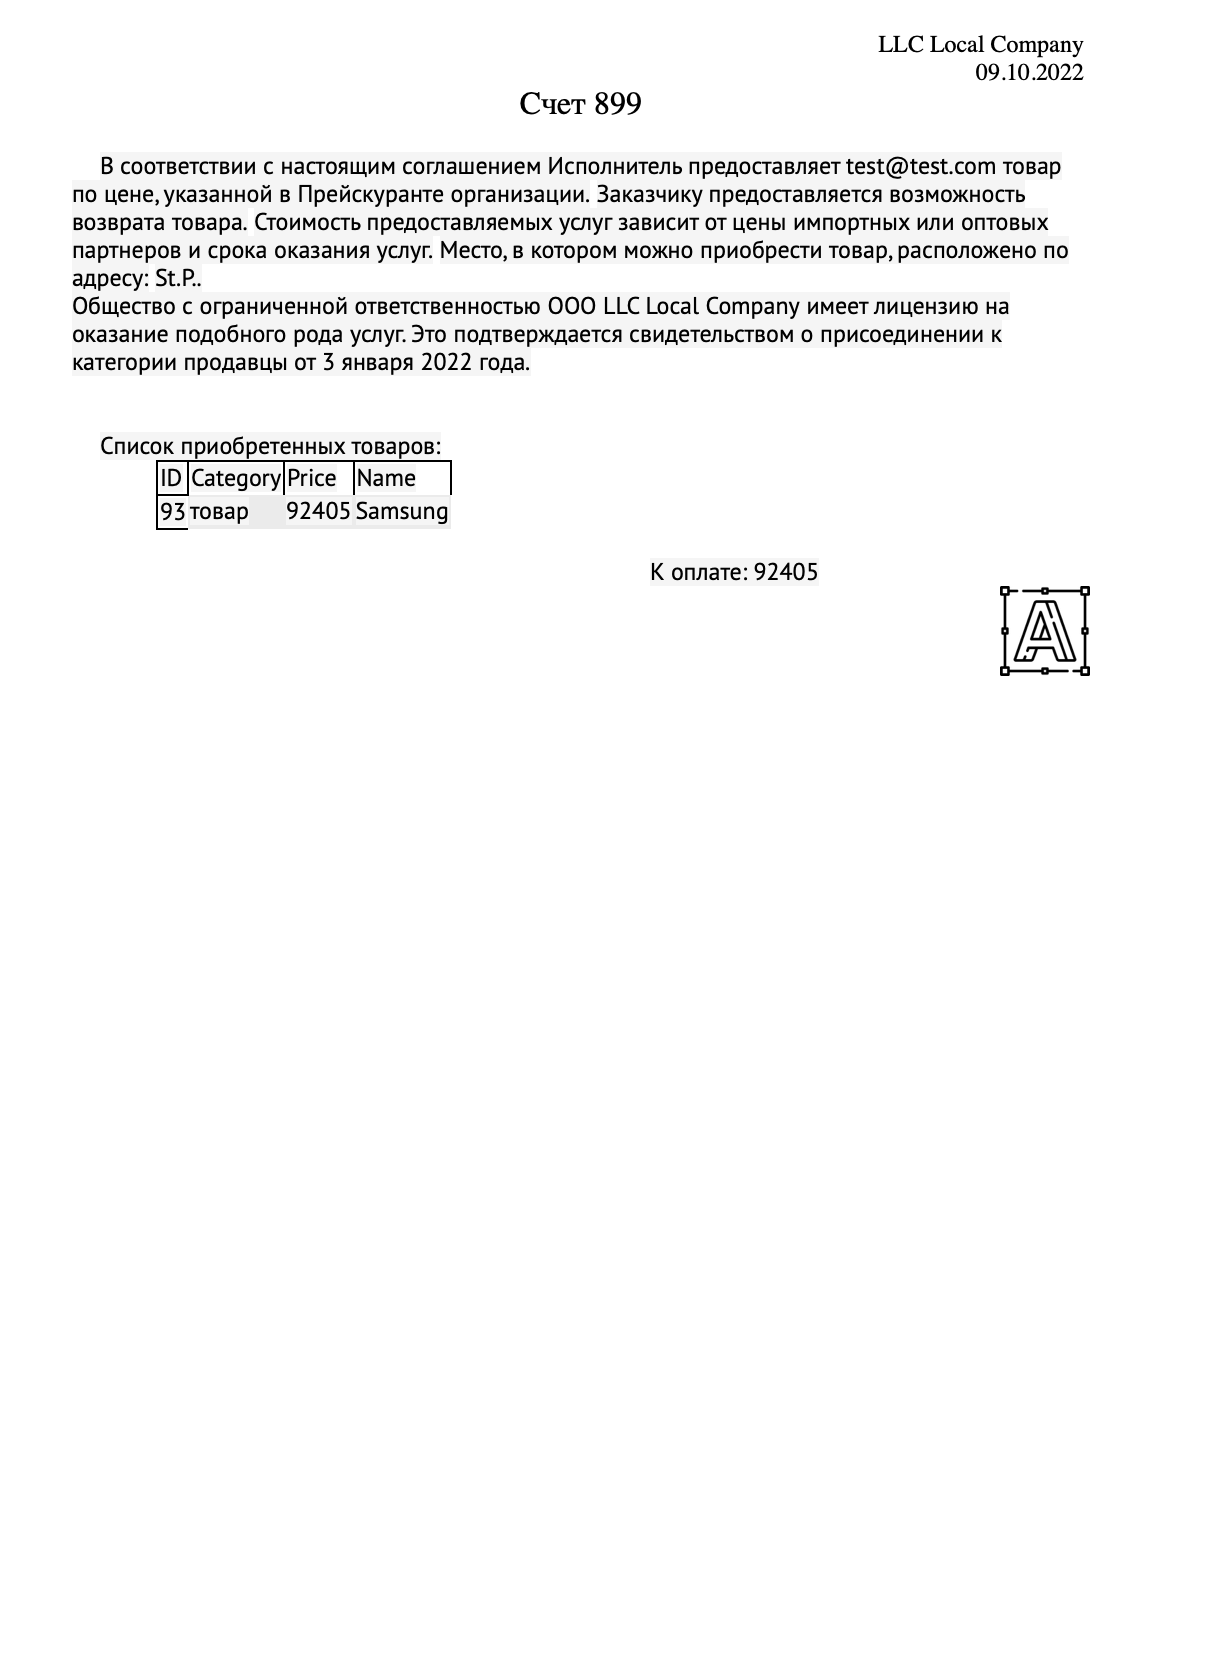 LLC Local Company
09.10.2022
Счет 899
В соответствии с настоящим соглашением Исполнитель предоставляет test@test.com товар
по цене, указанной в Прейскуранте организации. Заказчику предоставляется возможность
возврата товара. Стоимость предоставляемых услуг зависит от цены импортных или оптовых
партнеров и срока оказания услуг. Место, в котором можно приобрести товар, расположено по
адресу: St.P..
Общество с ограниченной ответственностью ООО LLC Local Company имеет лицензию на
оказание подобного рода услуг. Это подтверждается свидетельством о присоединении к
категории продавцы от 3 января 2022 года.
Список приобретенных товаров:
ID Category Price Name
93 товар 92405 Samsung
К оплате: 92405
A